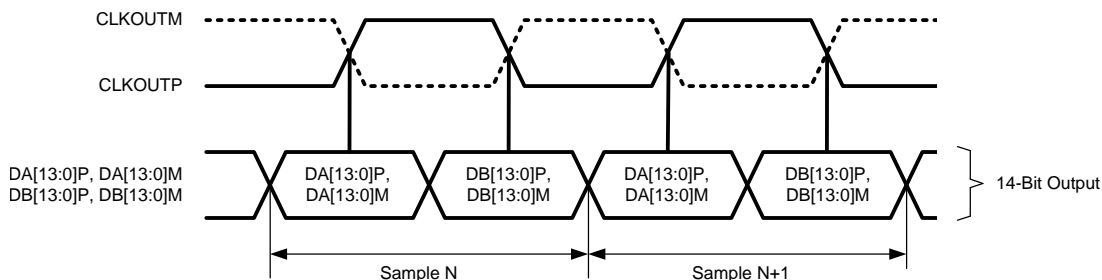 CLKOUTM
CLKOUTP
DA[13:0]P, DA[13:0]M
DB[13:0]P, DB[13:0]M
DA[13:0]P,
DA[13:0]M
DB[13:0]P,
DB[13:0]M
DA[13:0]P,
DA[13:0]M
DB[13:0]P,
DB[13:0]M
14-Bit Output
Sample N
Sample N+1